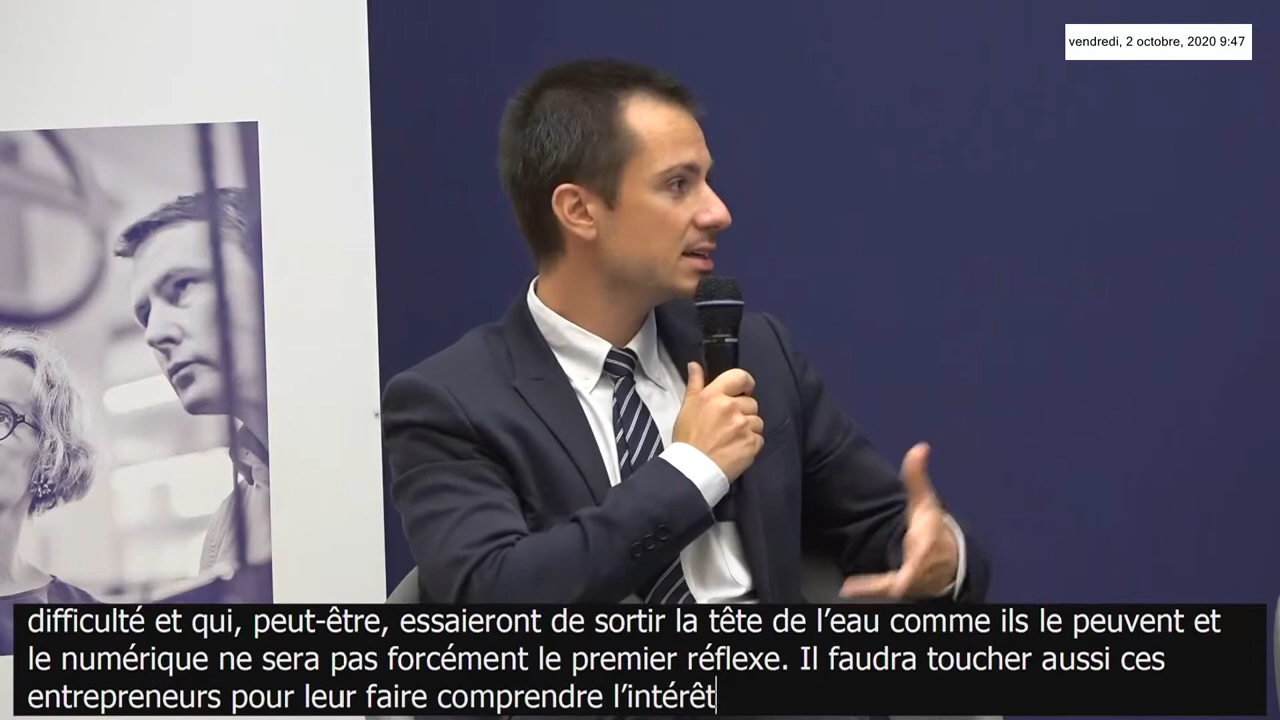 vendredi, 2 octobre, 2020 9:47
difficulté et qui, peut-être, essaieront de sortir la tête de l’eau comme ils le peuvent et
le numérique ne sera pas forcément le premier réflexe. Il faudra toucher aussi ces
entrepreneurs pour leur faire comprendre l’intérêt